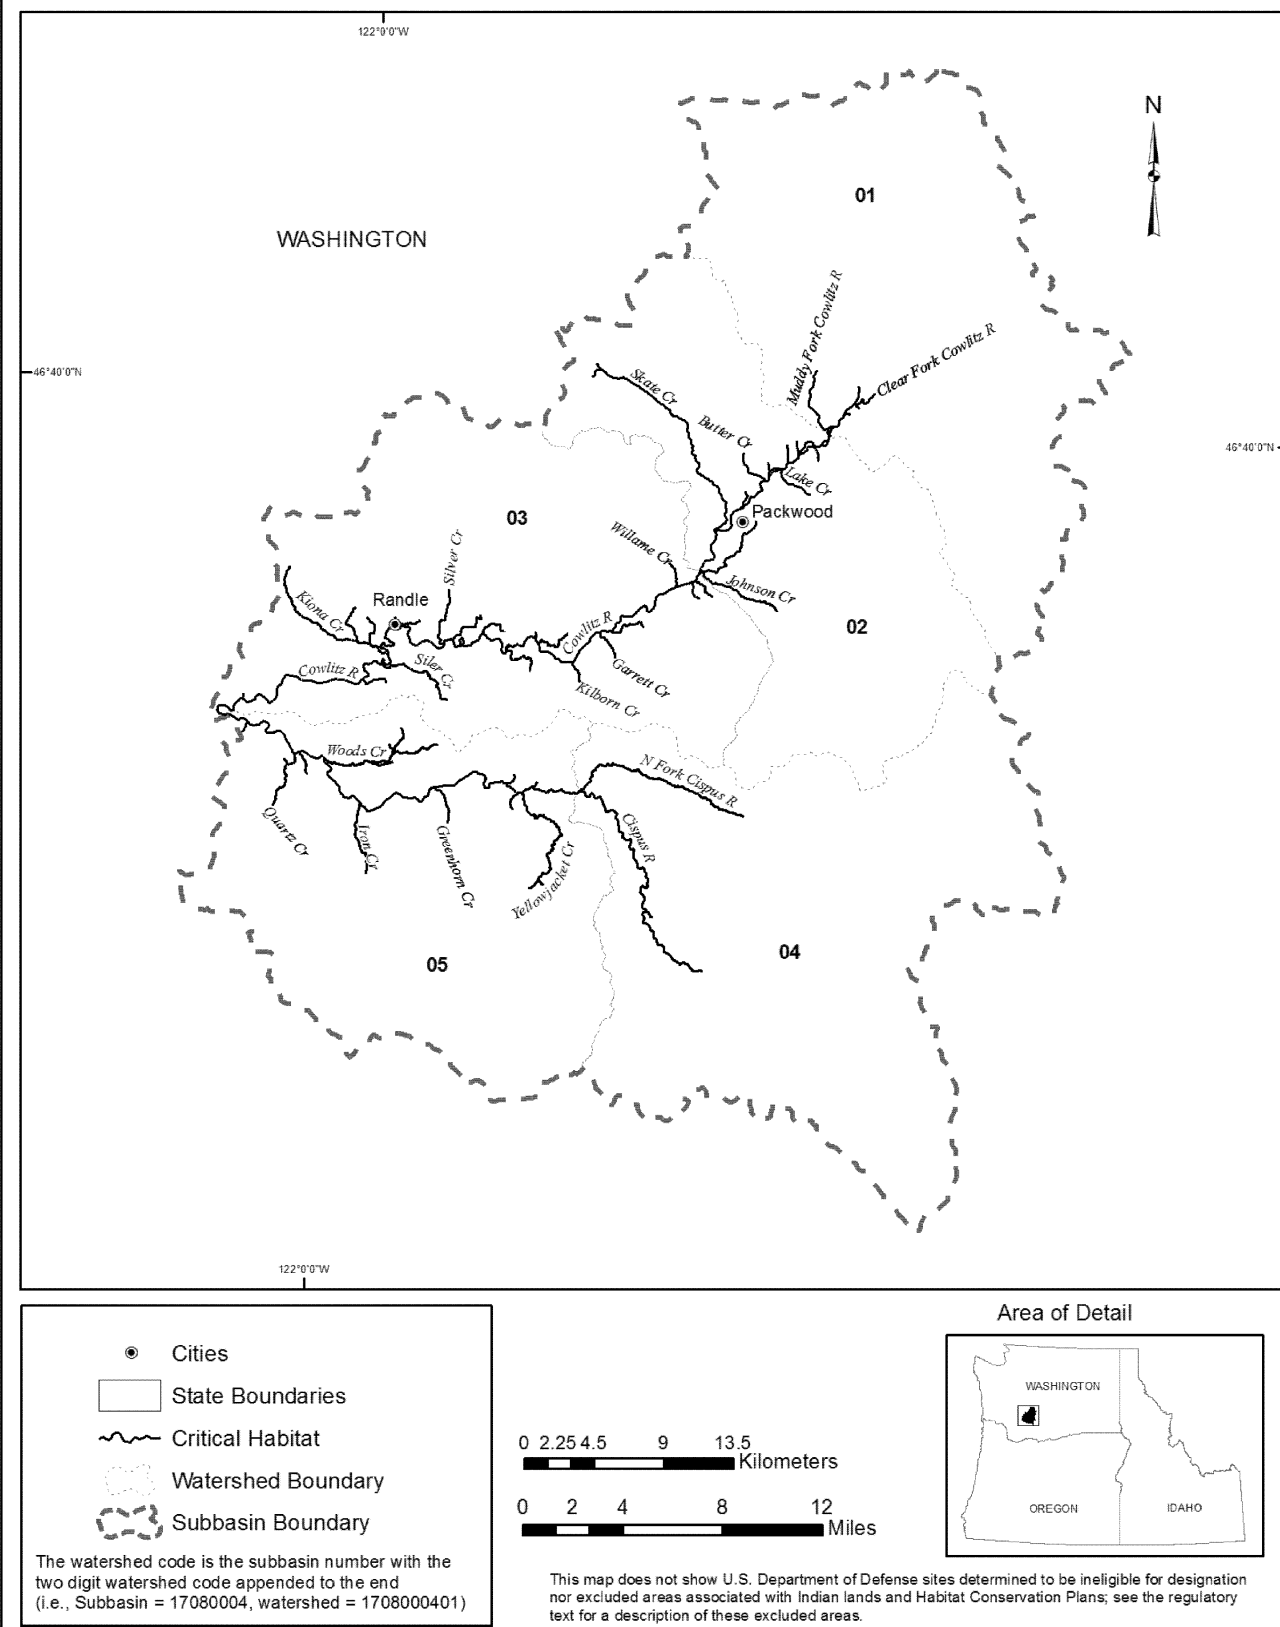 122°0'0"W
N
01
WASHINGTON
Muddy Fork Cowlitz R
Clear Fork Cowlitz R
46°40'0"N
Skate Cr
Butter Cr
46°40'0"N
Lake Cr
03
Packwood
Willame Cr
Silver Cr
Johnson Cr
Kiona Cr
Randle
02
Cowlitz R
Siler Cr
Cowlitz R
Garrett Cr
Kilborn Cr
Woods Cr
N Fork Cispus R
Quartz Cr
Iron Cr
Greenhorn Cr
Yellowjacket Cr
Cispus R
05
04
122°0'0"W
Cities
State Boundaries
Critical Habitat
Watershed Boundary
Subbasin Boundary
The watershed code is the subbasin number with the
two digit watershed code appended to the end
(i.e., Subbasin = 17080004, watershed = 1708000401)
0 2.25 4.5 9 13.5
Kilometers
0 2 4 8 12
Miles
Area of Detail
WASHINGTON
OREGON
IDAHO
This map does not show U.S. Department of Defense sites determined to be ineligible for designation
nor excluded areas associated with Indian lands and Habitat Conservation Plans; see the regulatory
text for a description of these excluded areas.